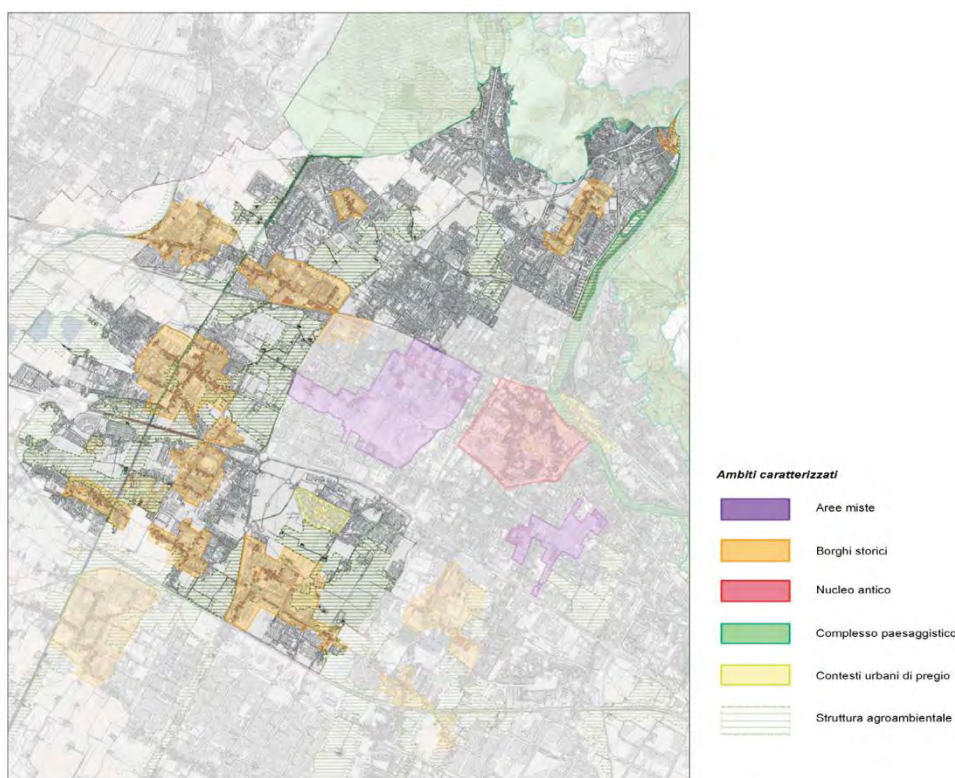 Ambiti caratterizzati
Aree miste
Borghi storici
Nucleo antico
Complesso paesaggistico
Contesti urbani di pregio
Struttura agroambientale